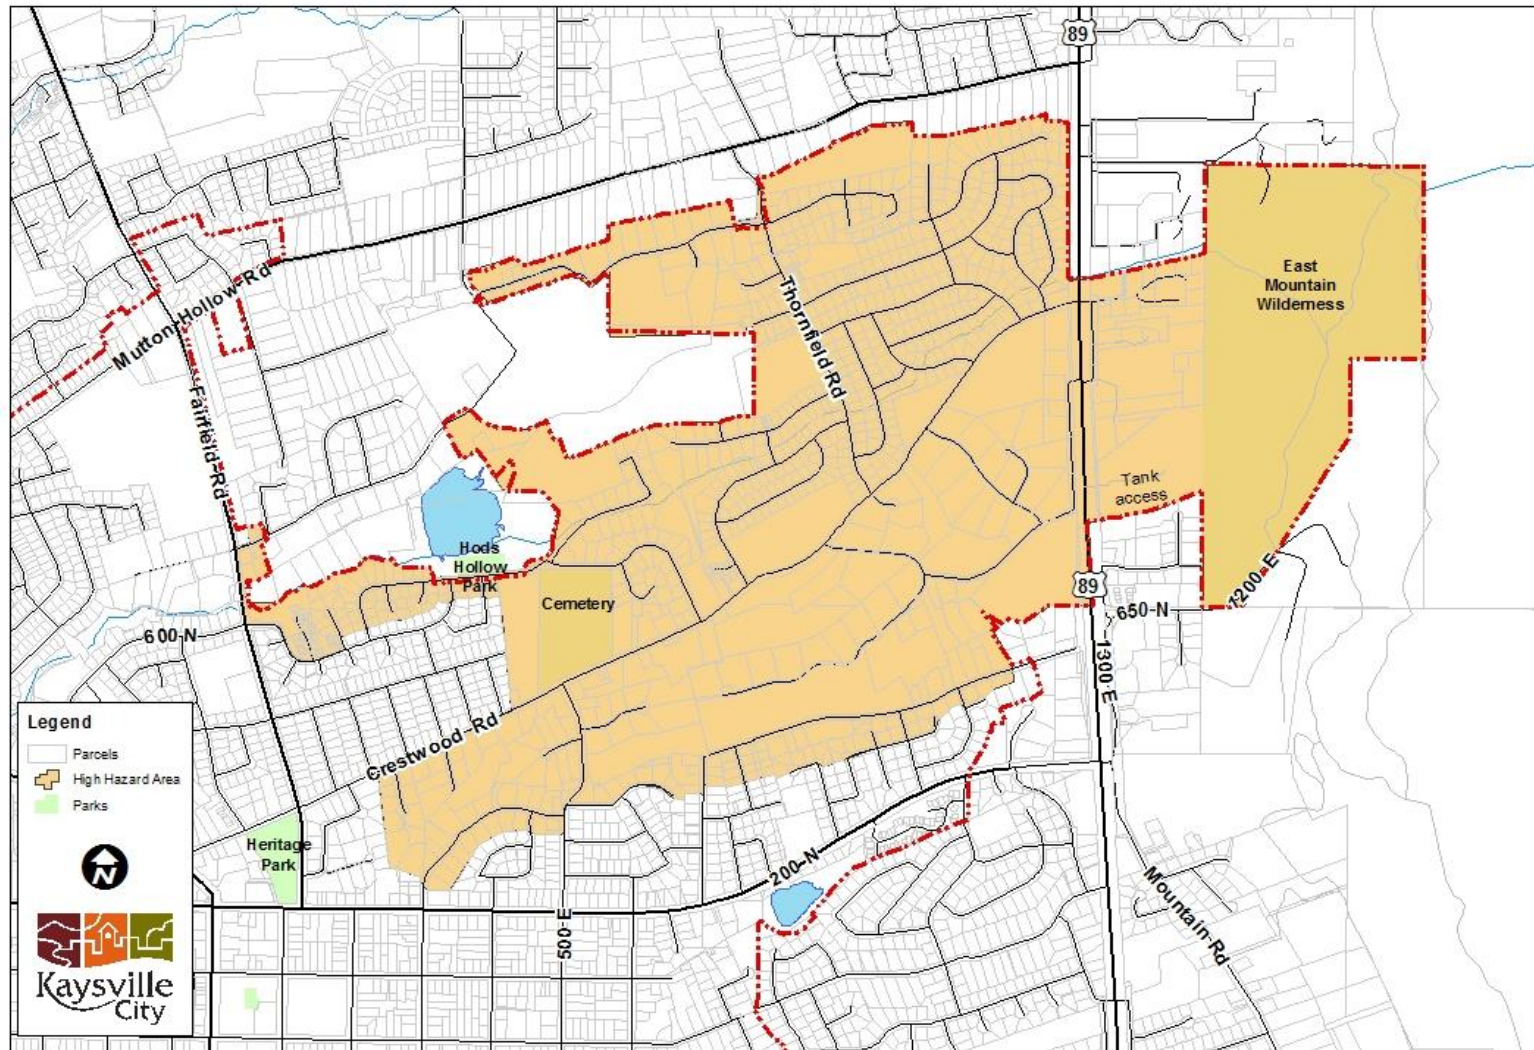 89
East
Mountain
Wilderness
Mutton-Hollow-Rd
Thornfield-Rd
Fairfield-Rd
Tank
access
Hods
Hollow
Park
Cemetery
89
1200-E
650-N
600-N
1300-E
Crestwood-Rd
Legend
Parcels
High Hazard Area
Parks
N
Heritage
Park
200-N
Mountain-Rd
500-E
Kaysville
City